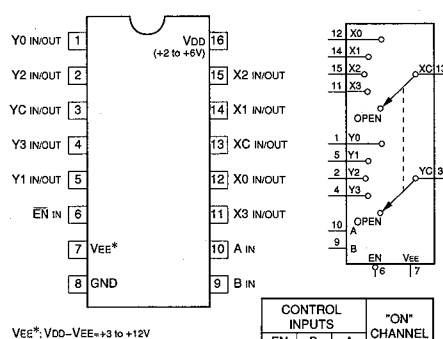 Y0 IN/OUT 1
Y2 IN/OUT 2
YC IN/OUT 3
Y3 IN/OUT 4
Y1 IN/OUT 5
EN IN 6
7 VEE*
8 GND
VDD 16
(+2 to +6V)
15 X2 IN/OUT
14 X1 IN/OUT
13 XC IN/OUT
12 X0 IN/OUT
11 X3 IN/OUT
10 A IN
9 B IN
12 X0
14 X1
15 X2
11 X3
XC 13
OPEN
1 Y0
5 Y1
2 Y2
4 Y3
YC 3
OPEN
10 A
9 B
EN VEE
6 7
VEE*: VDD–VEE=+3 to +12V
CONTROL
INPUTS
"ON"
CHANNEL
EN B A